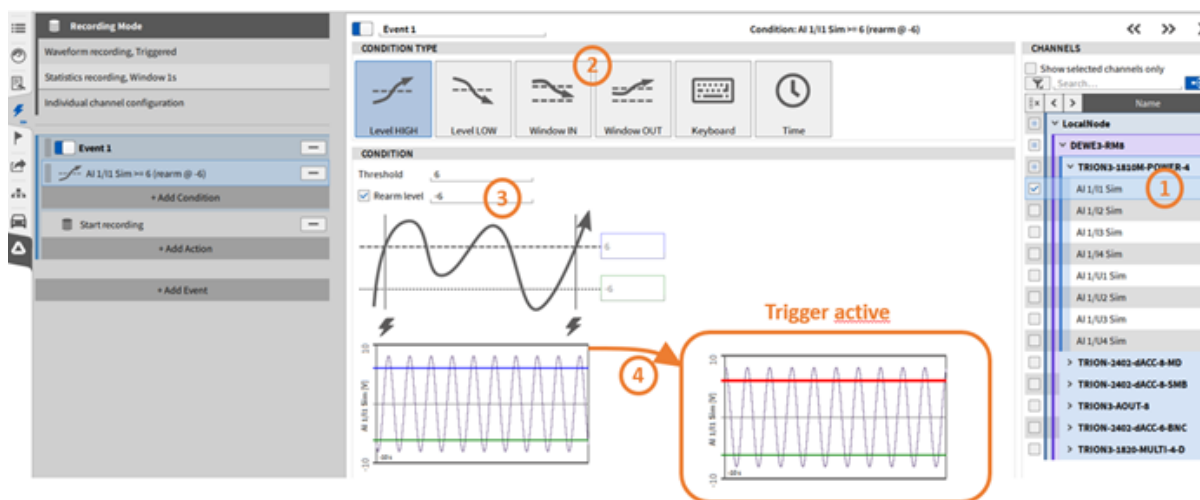 Recording Mode
Waveform recording, Triggered
Statistics recording, Window 1s
Individual channel configuration
Event 1
AI 1/I1 Sim >= 6 (rearm @ -6)
+ Add Condition
Start recording
+ Add Action
+ Add Event
Event 1
Condition: AI 1/I1 Sim >= 6 (rearm @ -6)
CONDITION TYPE
2
Level HIGH
Level LOW
Window IN
Window OUT
Keyboard
Time
CONDITION
Threshold 6
Rearm level -6
3
6
-6
10
AI 1/I1 Sim [V]
-10
-10 s
4
Trigger active
10
AI 1/I1 Sim [V]
-10
-10s
CHANNELS
Show selected channels only
Search...
Name
LocalNode
DEWE3-RM8
TRION3-1810M-POWER-4
AI 1/I1 Sim
1
AI 1/I2 Sim
AI 1/I3 Sim
AI 1/I4 Sim
AI 1/U1 Sim
AI 1/U2 Sim
AI 1/U3 Sim
AI 1/U4 Sim
TRION-2402-dACC-8-MD
TRION-2402-dACC-8-SMB
TRION3-AOUT-8
TRION-2402-dACC-6-BNC
TRION3-1820-MULTI-4-D